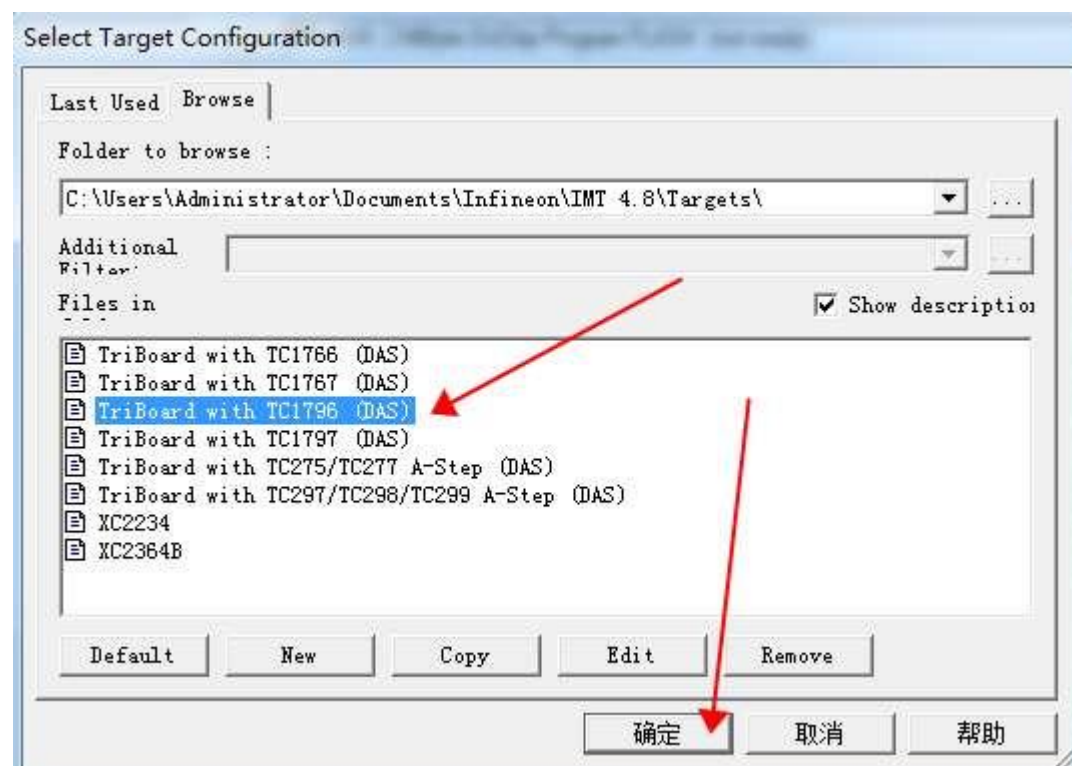 Select Target Configuration
Last Used Browse
Folder to browse :
C:\Users\Administrator\Documents\Infineon\IMT 4.8\Targets\
...
Additional
Filter:
...
Files in
Show description
TriBoard with TC1766 (DAS)
TriBoard with TC1767 (DAS)
TriBoard with TC1796 (DAS)
TriBoard with TC1797 (DAS)
TriBoard with TC275/TC277 A-Step (DAS)
TriBoard with TC297/TC298/TC299 A-Step (DAS)
XC2234
XC2364B
Default New Copy Edit Remove
确定 取消 帮助